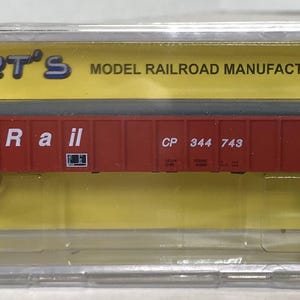 RT'S MODEL RAILROAD MANUFACT
Rail CP 344 743